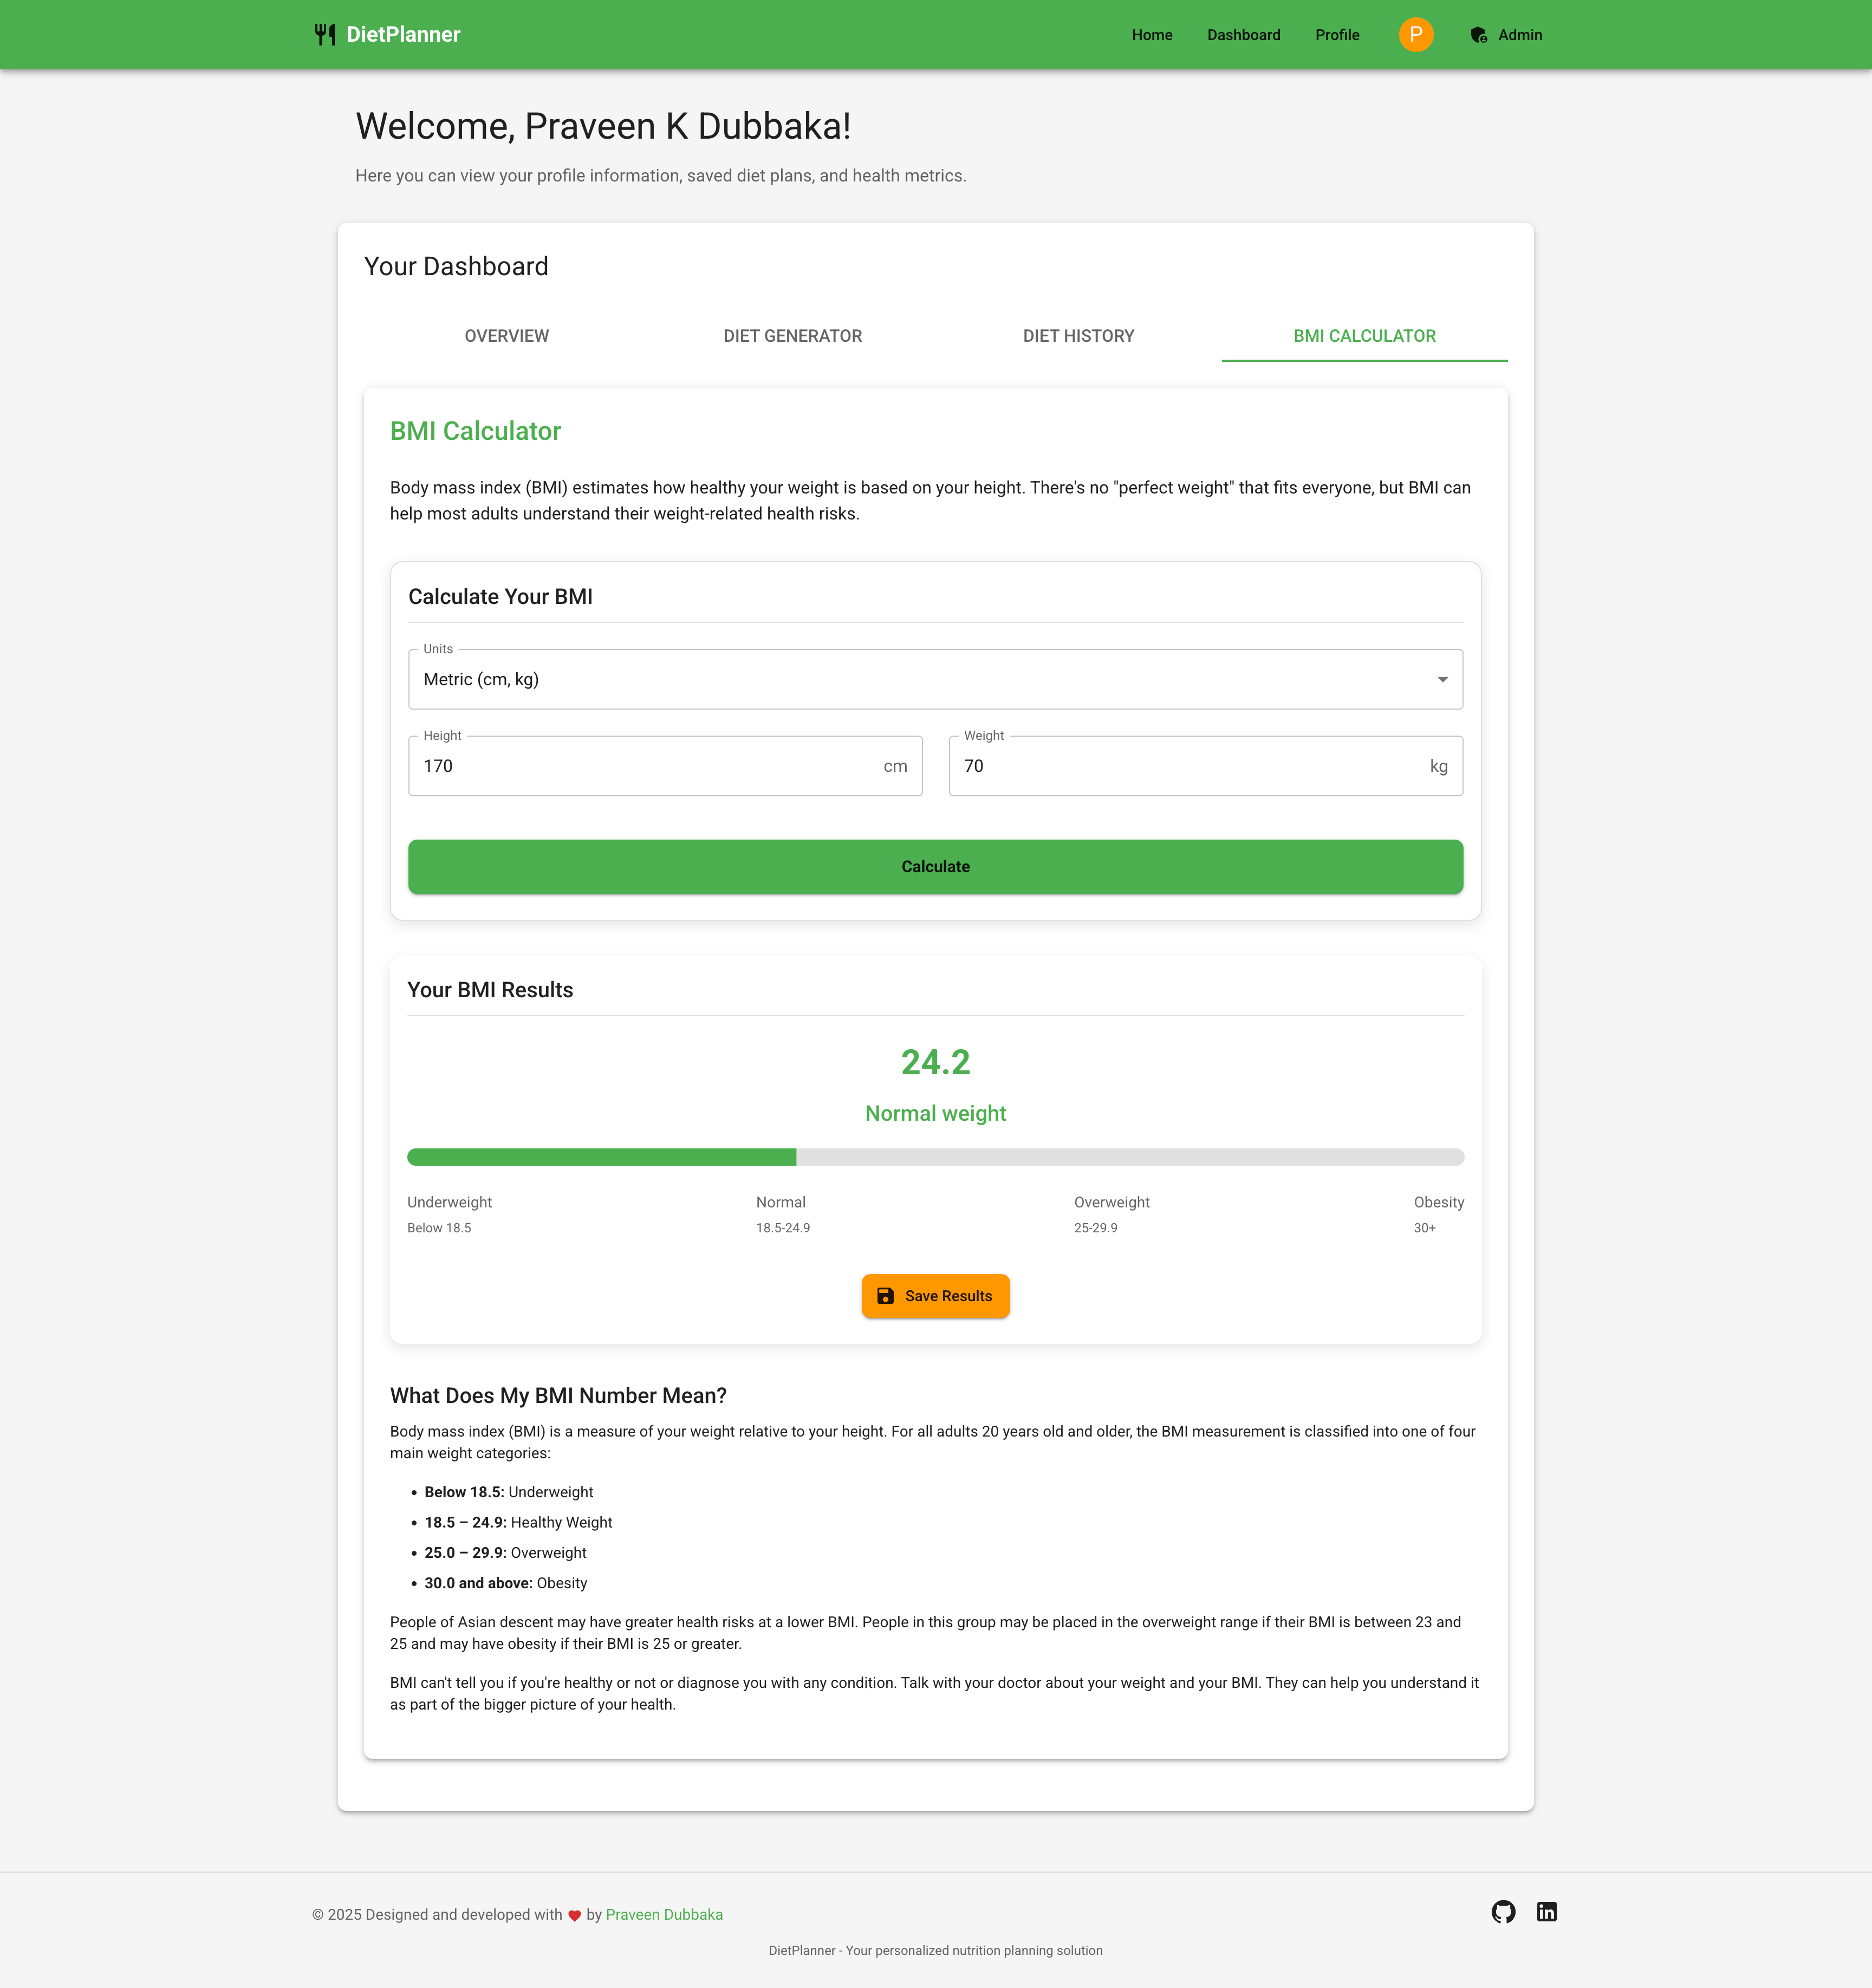 DietPlanner
Home
Dashboard
Profile
P
Admin
Welcome, Praveen K Dubbaka!
Here you can view your profile information, saved diet plans, and health metrics.
Your Dashboard
OVERVIEW
DIET GENERATOR
DIET HISTORY
BMI CALCULATOR
BMI Calculator
Body mass index (BMI) estimates how healthy your weight is based on your height. There's no "perfect weight" that fits everyone, but BMI can
help most adults understand their weight-related health risks.
Calculate Your BMI
Units
Metric (cm, kg)
Height
170 cm
Weight
70 kg
Calculate
Your BMI Results
24.2
Normal weight
Underweight
Below 18.5
Normal
18.5-24.9
Overweight
25-29.9
Obesity
30+
Save Results
What Does My BMI Number Mean?
Body mass index (BMI) is a measure of your weight relative to your height. For all adults 20 years old and older, the BMI measurement is classified into one of four
main weight categories:
• Below 18.5: Underweight
• 18.5 – 24.9: Healthy Weight
• 25.0 – 29.9: Overweight
• 30.0 and above: Obesity
People of Asian descent may have greater health risks at a lower BMI. People in this group may be placed in the overweight range if their BMI is between 23 and
25 and may have obesity if their BMI is 25 or greater.
BMI can't tell you if you're healthy or not or diagnose you with any condition. Talk with your doctor about your weight and your BMI. They can help you understand it
as part of the bigger picture of your health.
© 2025 Designed and developed with ❤ by Praveen Dubbaka
DietPlanner - Your personalized nutrition planning solution